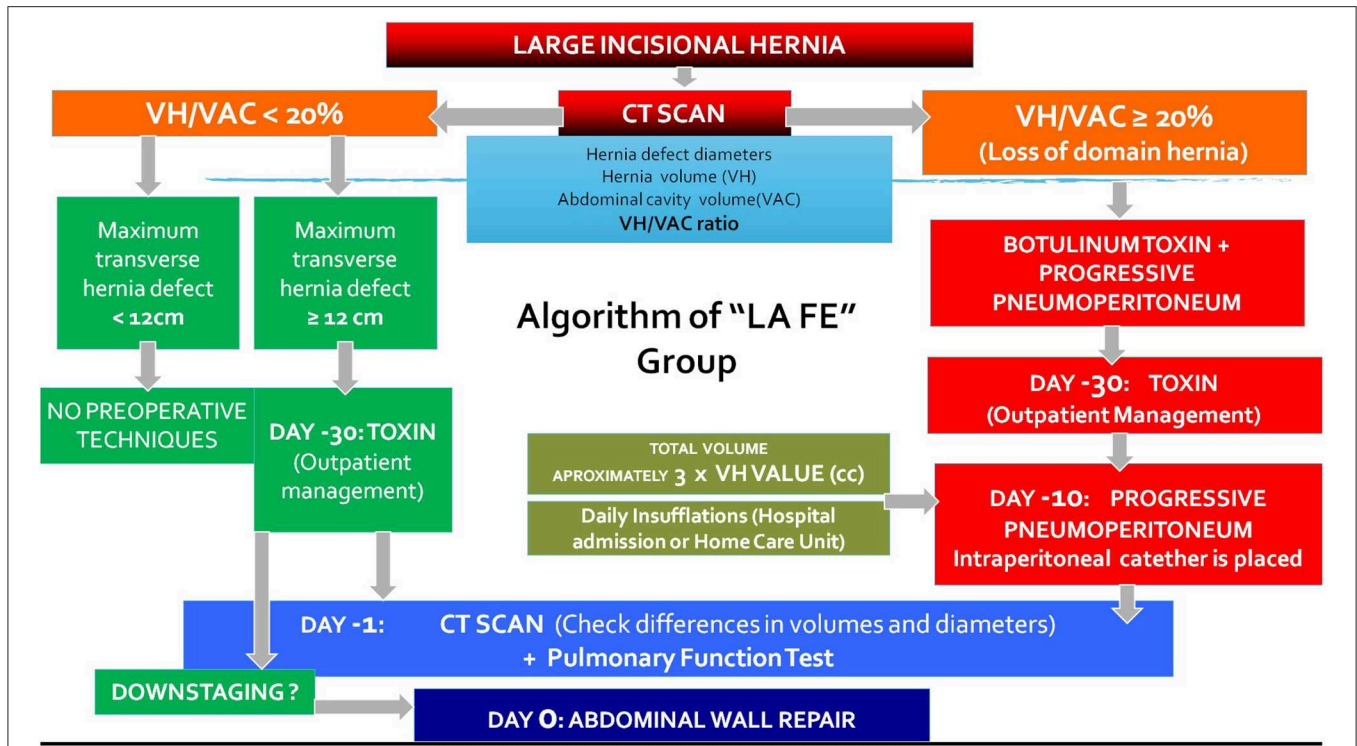 LARGE INCISIONAL HERNIA
VH/VAC < 20%
CT SCAN
VH/VAC ≥ 20%
(Loss of domain hernia)
Hernia defect diameters
Hernia volume (VH)
Abdominal cavity volume(VAC)
VH/VAC ratio
Maximum
transverse
hernia defect
< 12cm
Maximum
transverse
hernia defect
≥ 12 cm
BOTULINUM TOXIN +
PROGRESSIVE
PNEUMOPERITONEUM
Algorithm of “LA FE”
Group
NO PREOPERATIVE
TECHNIQUES
DAY -30: TOXIN
(Outpatient
management)
DAY -30: TOXIN
(Outpatient Management)
TOTAL VOLUME
APROXIMATELY 3 x VH VALUE (cc)
Daily Insufflations (Hospital
admission or Home Care Unit)
DAY -10: PROGRESSIVE
PNEUMOPERITONEUM
Intraperitoneal catether is placed
DAY -1: CT SCAN (Check differences in volumes and diameters)
+ Pulmonary Function Test
DOWNSTAGING ?
DAY 0: ABDOMINAL WALL REPAIR